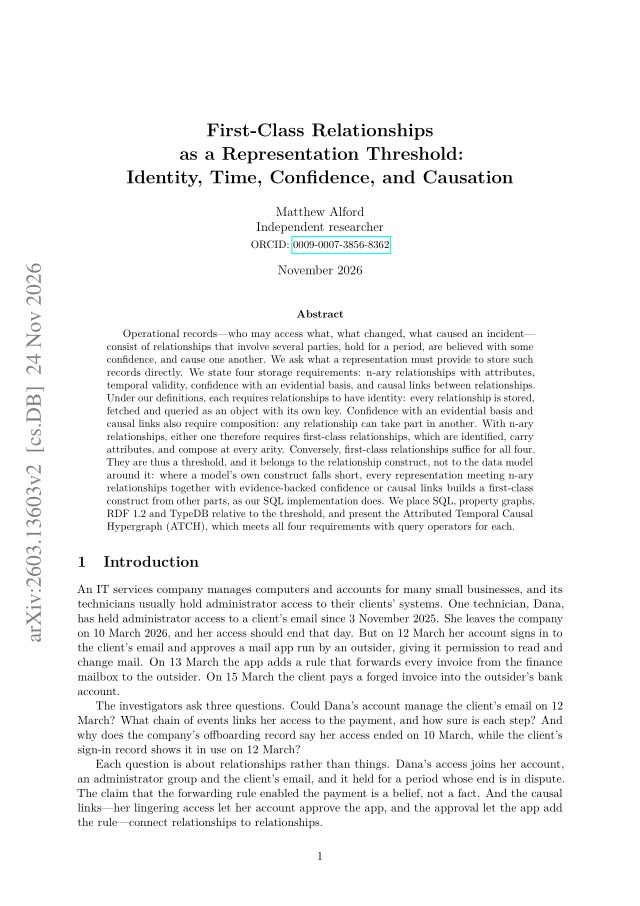 First-Class Relationships
as a Representation Threshold:
Identity, Time, Confidence, and Causation
Matthew Alford
Independent researcher
ORCID: 0009-0007-3856-8362
November 2026
Abstract
Operational records—who may access what, what changed, what caused an incident—
consist of relationships that involve several parties, hold for a period, are believed with some
confidence, and cause one another. We ask what a representation must provide to store such
records directly. We state four storage requirements: n-ary relationships with attributes,
temporal validity, confidence with an evidential basis, and causal links between relationships.
Under our definitions, each requires relationships to have identity: every relationship is stored,
fetched and queried as an object with its own key. Confidence with an evidential basis and
causal links also require composition: any relationship can take part in another. With n-ary
relationships, either one therefore requires first-class relationships, which are identified, carry
attributes, and compose at every arity. Conversely, first-class relationships suffice for all four.
They are thus a threshold, and it belongs to the relationship construct, not to the data model
around it: where a model's own construct falls short, every representation meeting n-ary
relationships together with evidence-backed confidence or causal links builds a first-class
construct from other parts, as our SQL implementation does. We place SQL, property graphs,
RDF 1.2 and TypeDB relative to the threshold, and present the Attributed Temporal Causal
Hypergraph (ATCH), which meets all four requirements with query operators for each.
1 Introduction
An IT services company manages computers and accounts for many small businesses, and its
technicians usually hold administrator access to their clients' systems. One technician, Dana,
has held administrator access to a client's email since 3 November 2025. She leaves the company
on 10 March 2026, and her access should end that day. But on 12 March her account signs in to
the client's email and approves a mail app run by an outsider, giving it permission to read and
change mail. On 13 March the app adds a rule that forwards every invoice from the finance
mailbox to the outsider. On 15 March the client pays a forged invoice into the outsider's bank
account.
The investigators ask three questions. Could Dana's account manage the client's email on 12
March? What chain of events links her access to the payment, and how sure is each step? And
why does the company's offboarding record say her access ended on 10 March, while the client's
sign-in record shows it in use on 12 March?
Each question is about relationships rather than things. Dana's access joins her account,
an administrator group and the client's email, and it held for a period whose end is in dispute.
The claim that the forwarding rule enabled the payment is a belief, not a fact. And the causal
links—her lingering access let her account approve the app, and the approval let the app add
the rule—connect relationships to relationships.
1
arXiv:2603.13603v2 [cs.DB] 24 Nov 2026